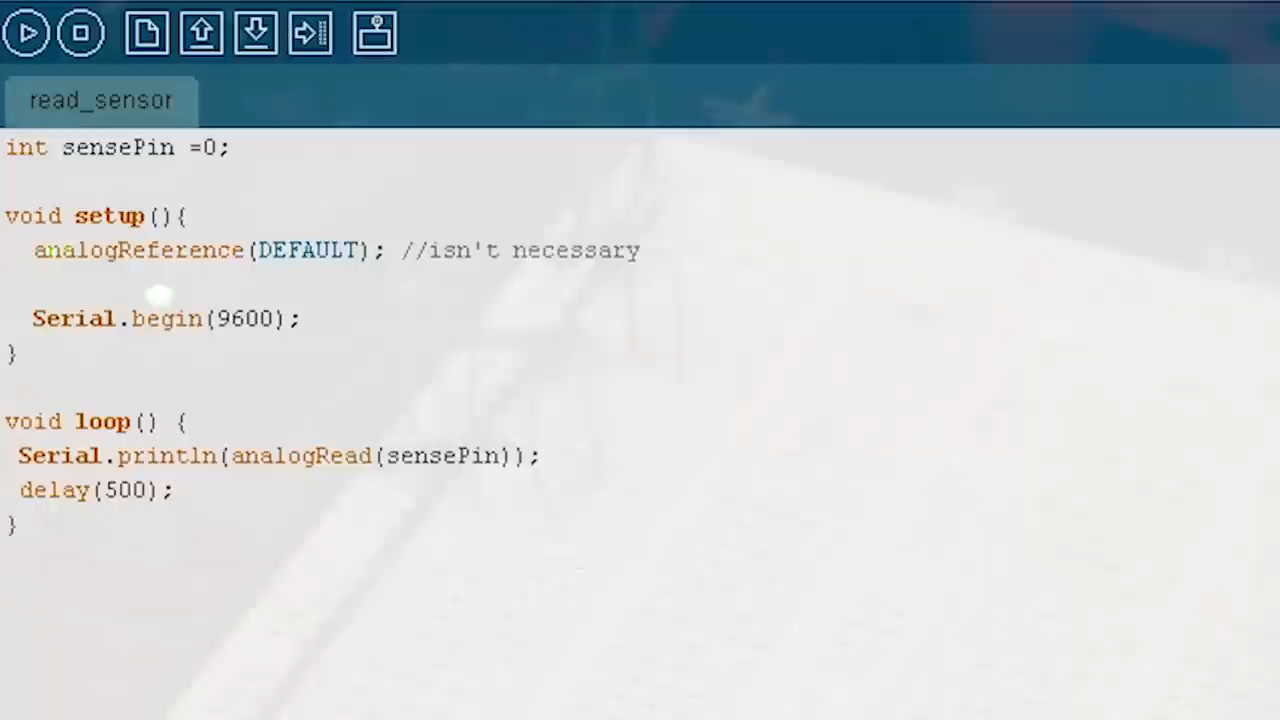 read_sensor
int sensePin =0;
void setup(){
analogReference(DEFAULT); //isn't necessary
Serial.begin(9600);
}
void loop() {
Serial.println(analogRead(sensePin));
delay(500);
}